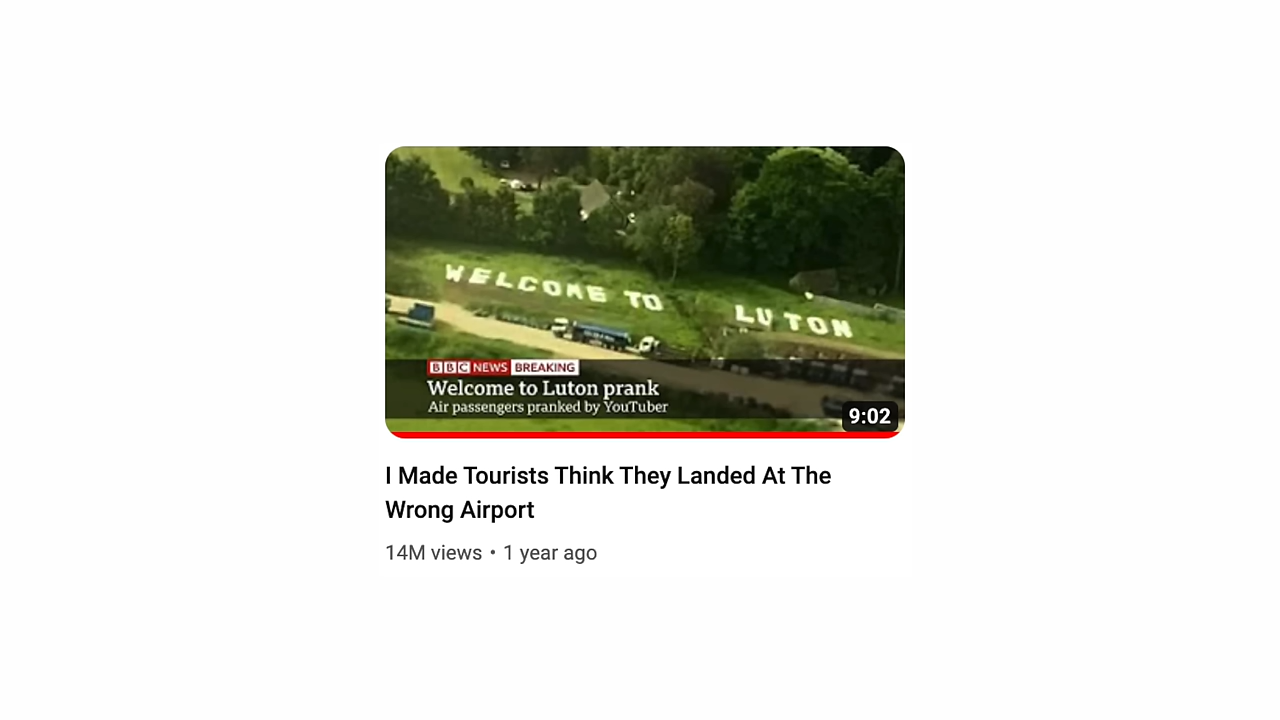 WELCOME TO LUTON
BBC NEWS BREAKING
Welcome to Luton prank
Air passengers pranked by YouTuber
9:02
I Made Tourists Think They Landed At The
Wrong Airport
14M views • 1 year ago